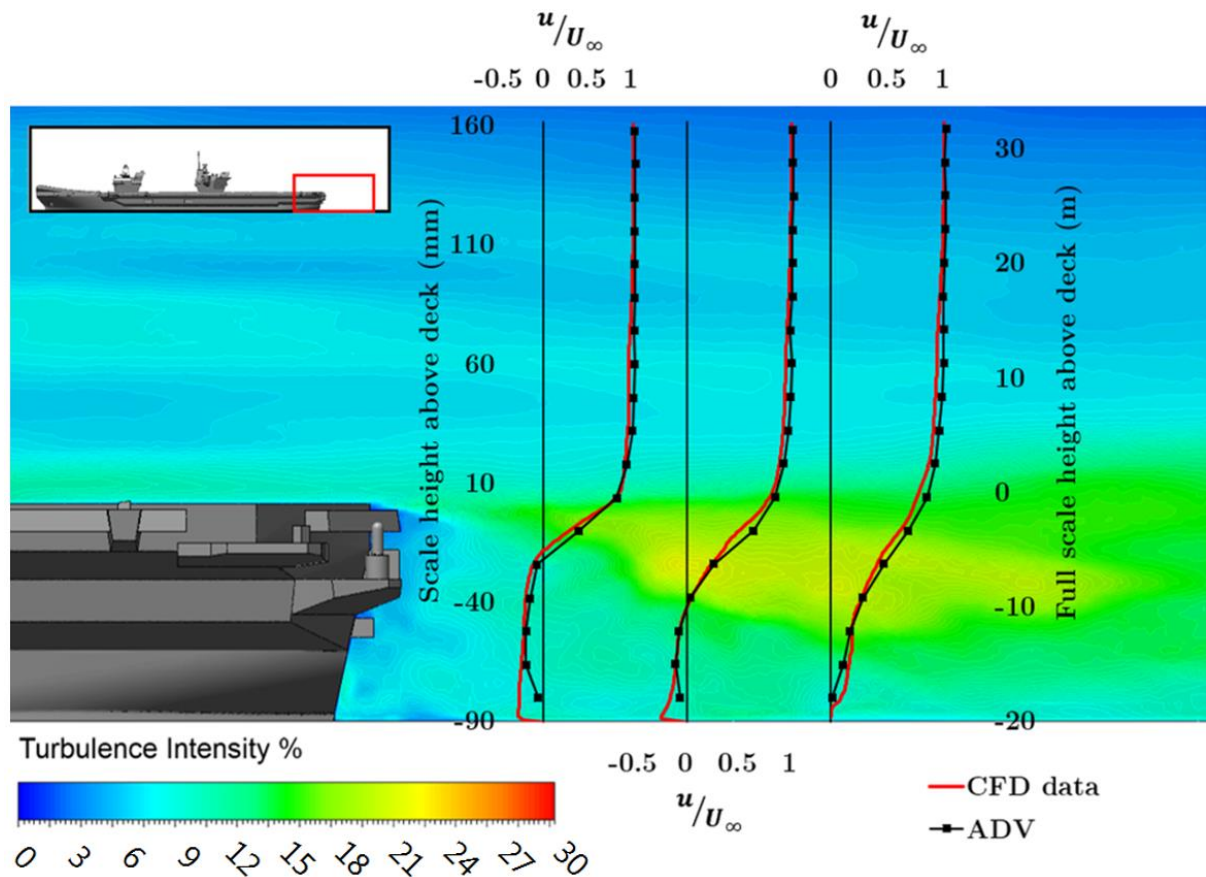 u/U∞ u/U∞
-0.5 0 0.5 1 0 0.5 1
160
110
60
10
-40
-90
Scale height above deck (mm)
30
20
10
0
-10
-20
Full scale height above deck (m)
-0.5 0 0.5 1
u/U∞
Turbulence Intensity %
0 3 6 9 12 15 18 21 24 27 30
CFD data
ADV